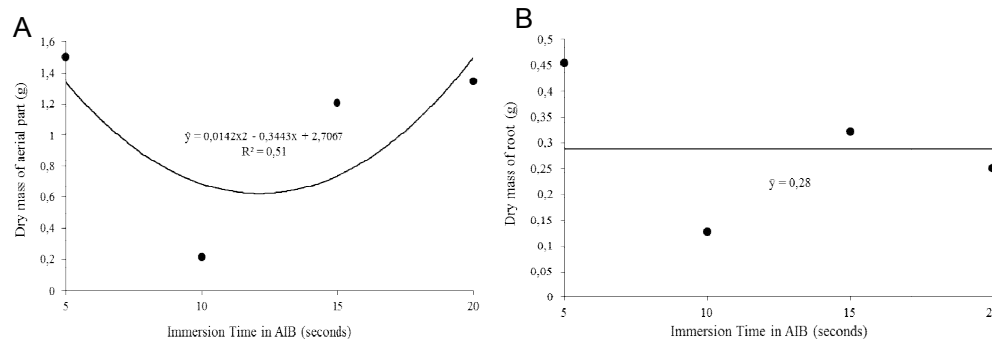 A
Dry mass of aerial part (g)
1,6
1,4
1,2
1
0,8
0,6
0,4
0,2
0
ŷ = 0,0142x2 - 0,3443x + 2,7067
R² = 0,51
5 10 15 20
Immersion Time in AIB (seconds)
B
Dry mass of root (g)
0,5
0,45
0,4
0,35
0,3
0,25
0,2
0,15
0,1
0,05
0
ȳ = 0,28
5 10 15
Immersion Time in AIB (seconds)